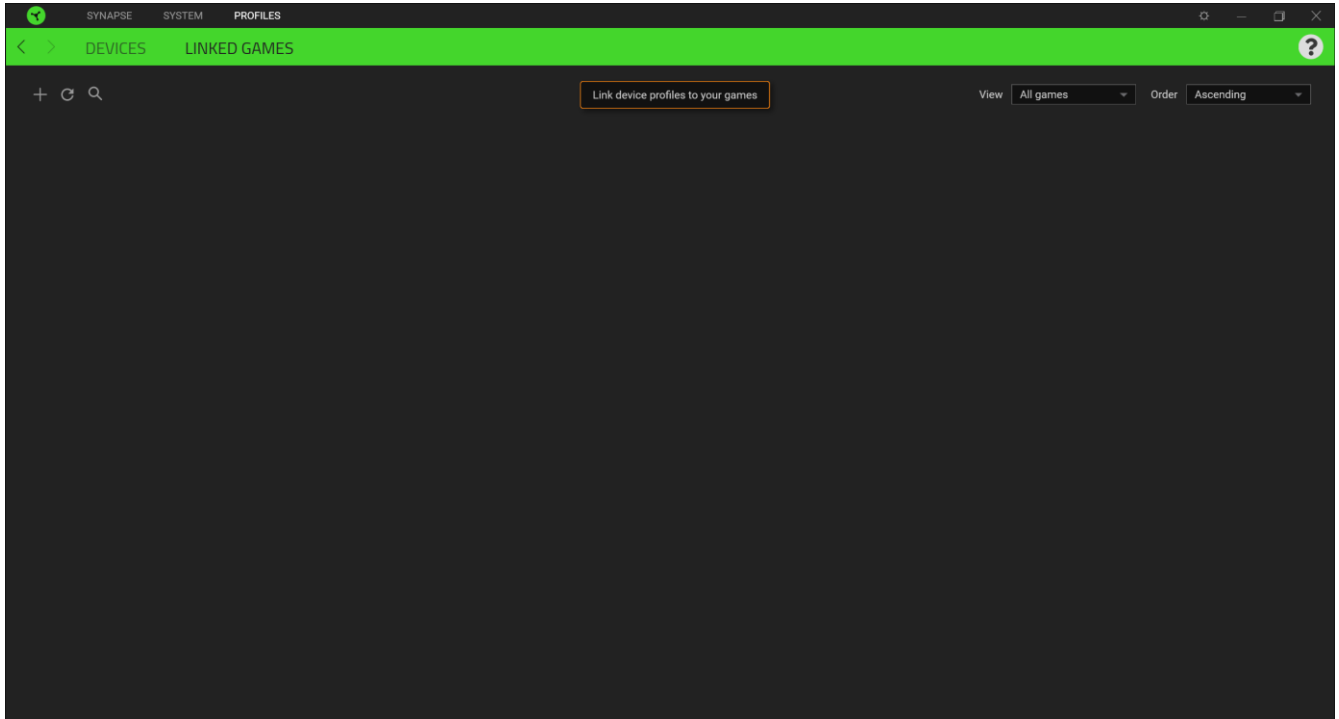 SYNAPSE SYSTEM PROFILES
DEVICES LINKED GAMES ?
Link device profiles to your games View All games Order Ascending